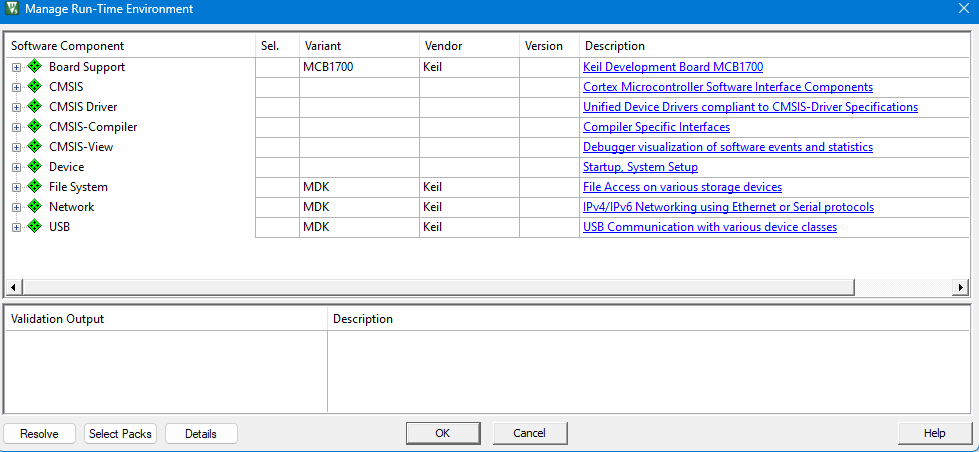 Manage Run-Time Environment
Software Component Sel. Variant Vendor Version Description
Board Support MCB1700 Keil Keil Development Board MCB1700
CMSIS Cortex Microcontroller Software Interface Components
CMSIS Driver Unified Device Drivers compliant to CMSIS-Driver Specifications
CMSIS-Compiler Compiler Specific Interfaces
CMSIS-View Debugger visualization of software events and statistics
Device Startup, System Setup
File System MDK Keil File Access on various storage devices
Network MDK Keil IPv4/IPv6 Networking using Ethernet or Serial protocols
USB MDK Keil USB Communication with various device classes
Validation Output Description
Resolve Select Packs Details OK Cancel Help